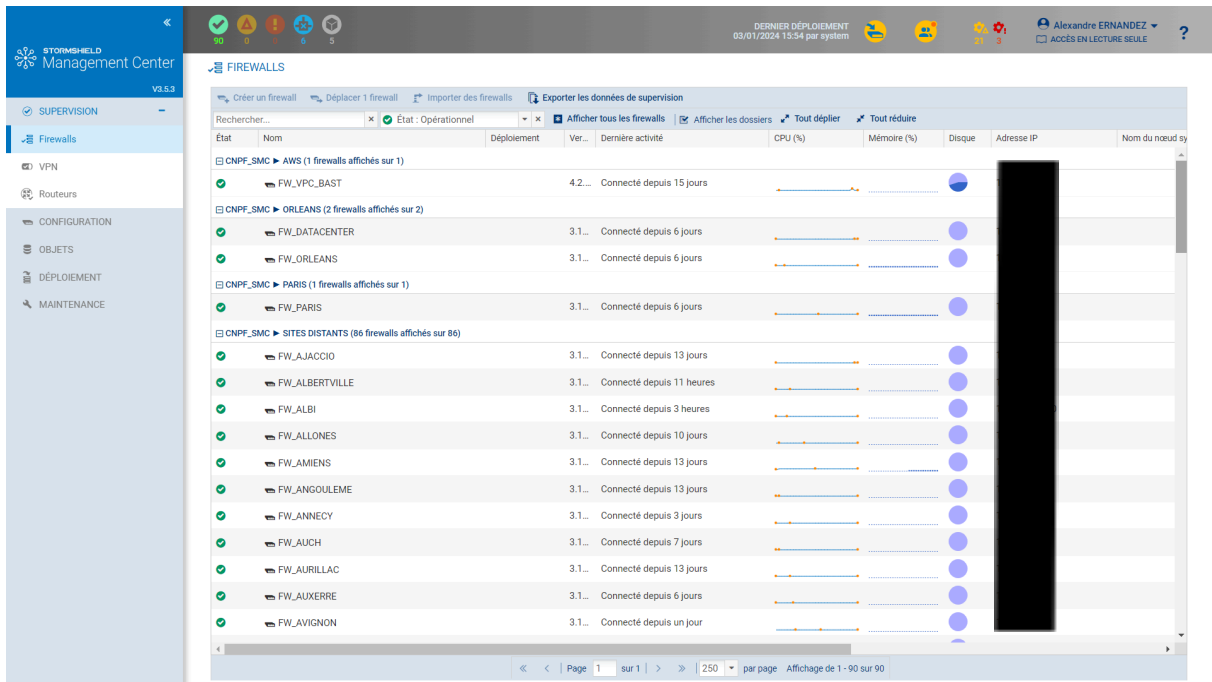 «
STORMSHIELD
Management Center
V3.5.3
SUPERVISION
Firewalls
VPN
Routeurs
CONFIGURATION
OBJETS
DÉPLOIEMENT
MAINTENANCE
90 0 6 5
DERNIER DÉPLOIEMENT
03/01/2024 15:54 par system
21 3
Alexandre ERNANDEZ
ACCÈS EN LECTURE SEULE
?
FIREWALLS
Créer un firewall Déplacer 1 firewall Importer des firewalls Exporter les données de supervision
Rechercher... État : Opérationnel Afficher tous les firewalls Afficher les dossiers Tout déplier Tout réduire
État Nom Déploiement Ver... Dernière activité CPU (%) Mémoire (%) Disque Adresse IP Nom du nœud sy
CNPF_SMC ► AWS (1 firewalls affichés sur 1)
FW_VPC_BAST 4.2... Connecté depuis 15 jours
CNPF_SMC ► ORLEANS (2 firewalls affichés sur 2)
FW_DATACENTER 3.1... Connecté depuis 6 jours
FW_ORLEANS 3.1... Connecté depuis 6 jours
CNPF_SMC ► PARIS (1 firewalls affichés sur 1)
FW_PARIS 3.1... Connecté depuis 6 jours
CNPF_SMC ► SITES DISTANTS (86 firewalls affichés sur 86)
FW_AJACCIO 3.1... Connecté depuis 13 jours
FW_ALBERTVILLE 3.1... Connecté depuis 11 heures
FW_ALBI 3.1... Connecté depuis 3 heures
FW_ALLONES 3.1... Connecté depuis 10 jours
FW_AMIENS 3.1... Connecté depuis 13 jours
FW_ANGOULEME 3.1... Connecté depuis 13 jours
FW_ANNECY 3.1... Connecté depuis 3 jours
FW_AUCH 3.1... Connecté depuis 7 jours
FW_AURILLAC 3.1... Connecté depuis 13 jours
FW_AUXERRE 3.1... Connecté depuis 6 jours
FW_AVIGNON 3.1... Connecté depuis un jour
« < Page 1 sur 1 > » 250 par page Affichage de 1 - 90 sur 90